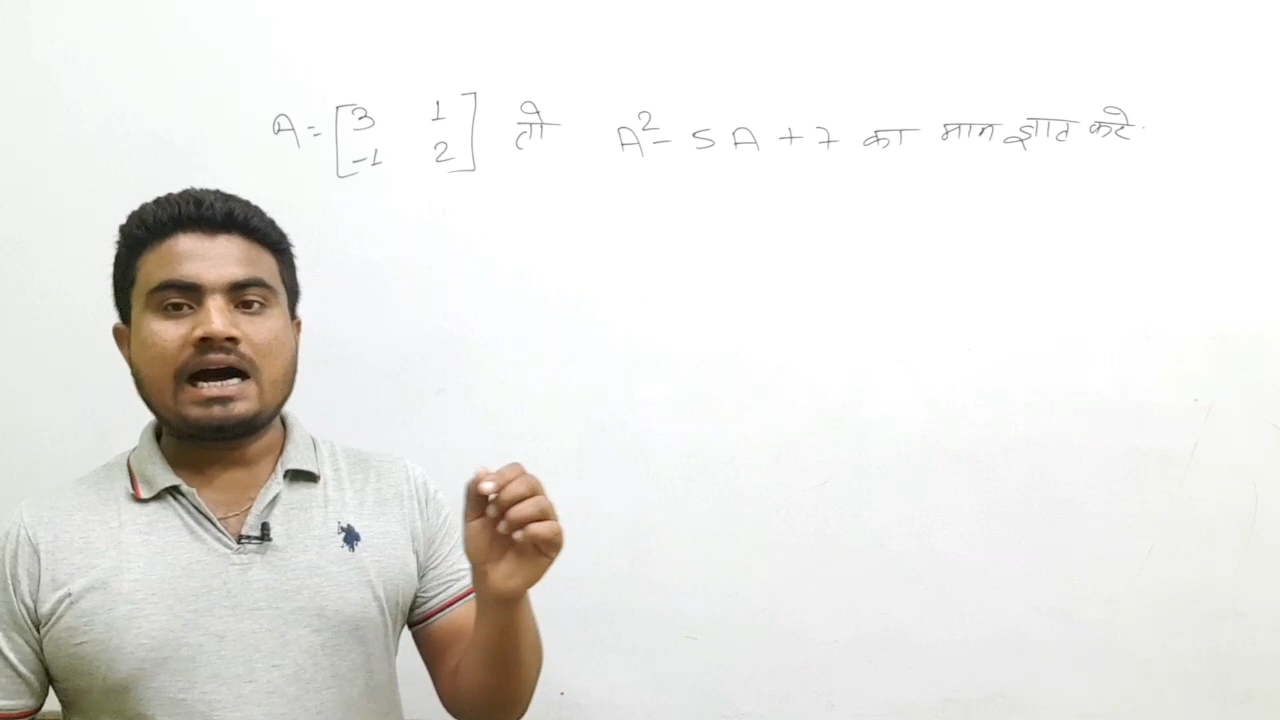 A = [3 1 -1 2] तो A² - 5A + 7 का मान ज्ञात करे.